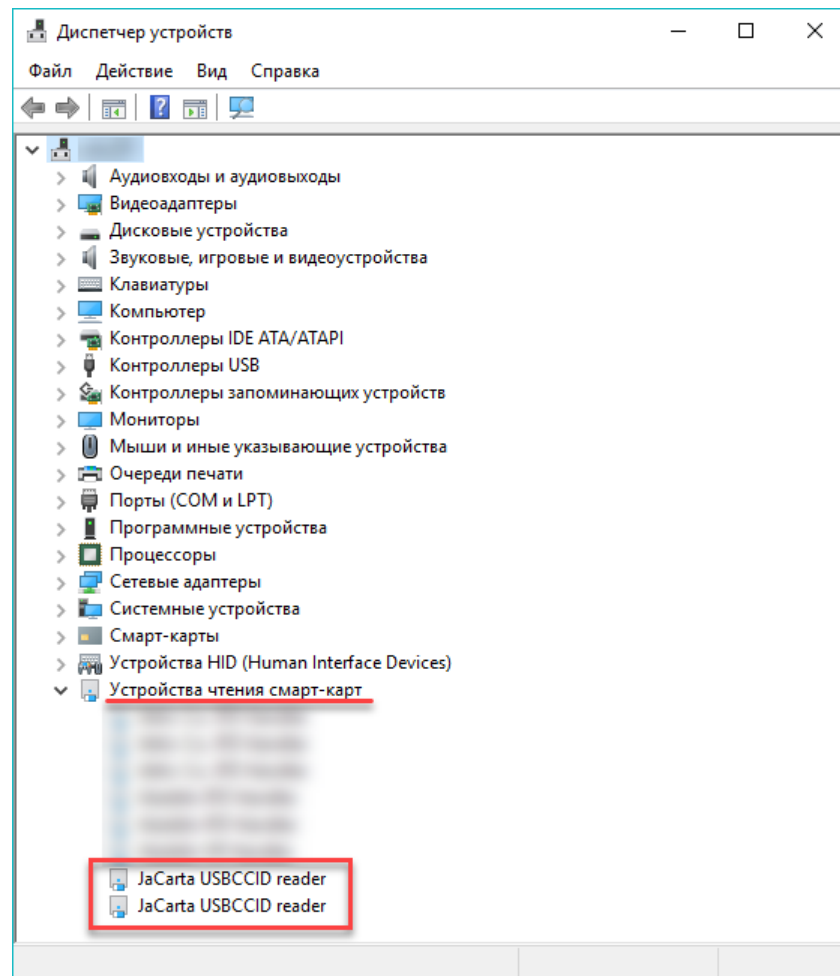 Диспетчер устройств
Файл Действие Вид Справка
Аудиовходы и аудиовыходы
Видеоадаптеры
Дисковые устройства
Звуковые, игровые и видеоустройства
Клавиатуры
Компьютер
Контроллеры IDE ATA/ATAPI
Контроллеры USB
Контроллеры запоминающих устройств
Мониторы
Мыши и иные указывающие устройства
Очереди печати
Порты (COM и LPT)
Программные устройства
Процессоры
Сетевые адаптеры
Системные устройства
Смарт-карты
Устройства HID (Human Interface Devices)
Устройства чтения смарт-карт
JaCarta USBCCID reader
JaCarta USBCCID reader